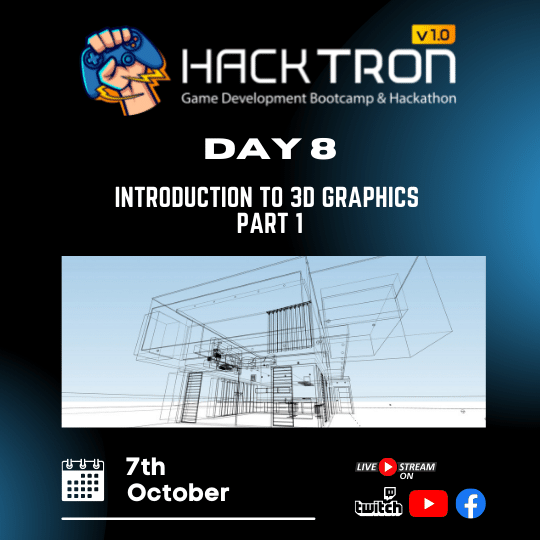 v1.0
HACKTRON
Game Development Bootcamp & Hackathon
DAY 8
INTRODUCTION TO 3D GRAPHICS
PART 1
7th
October
LIVE STREAM
ON
twitch